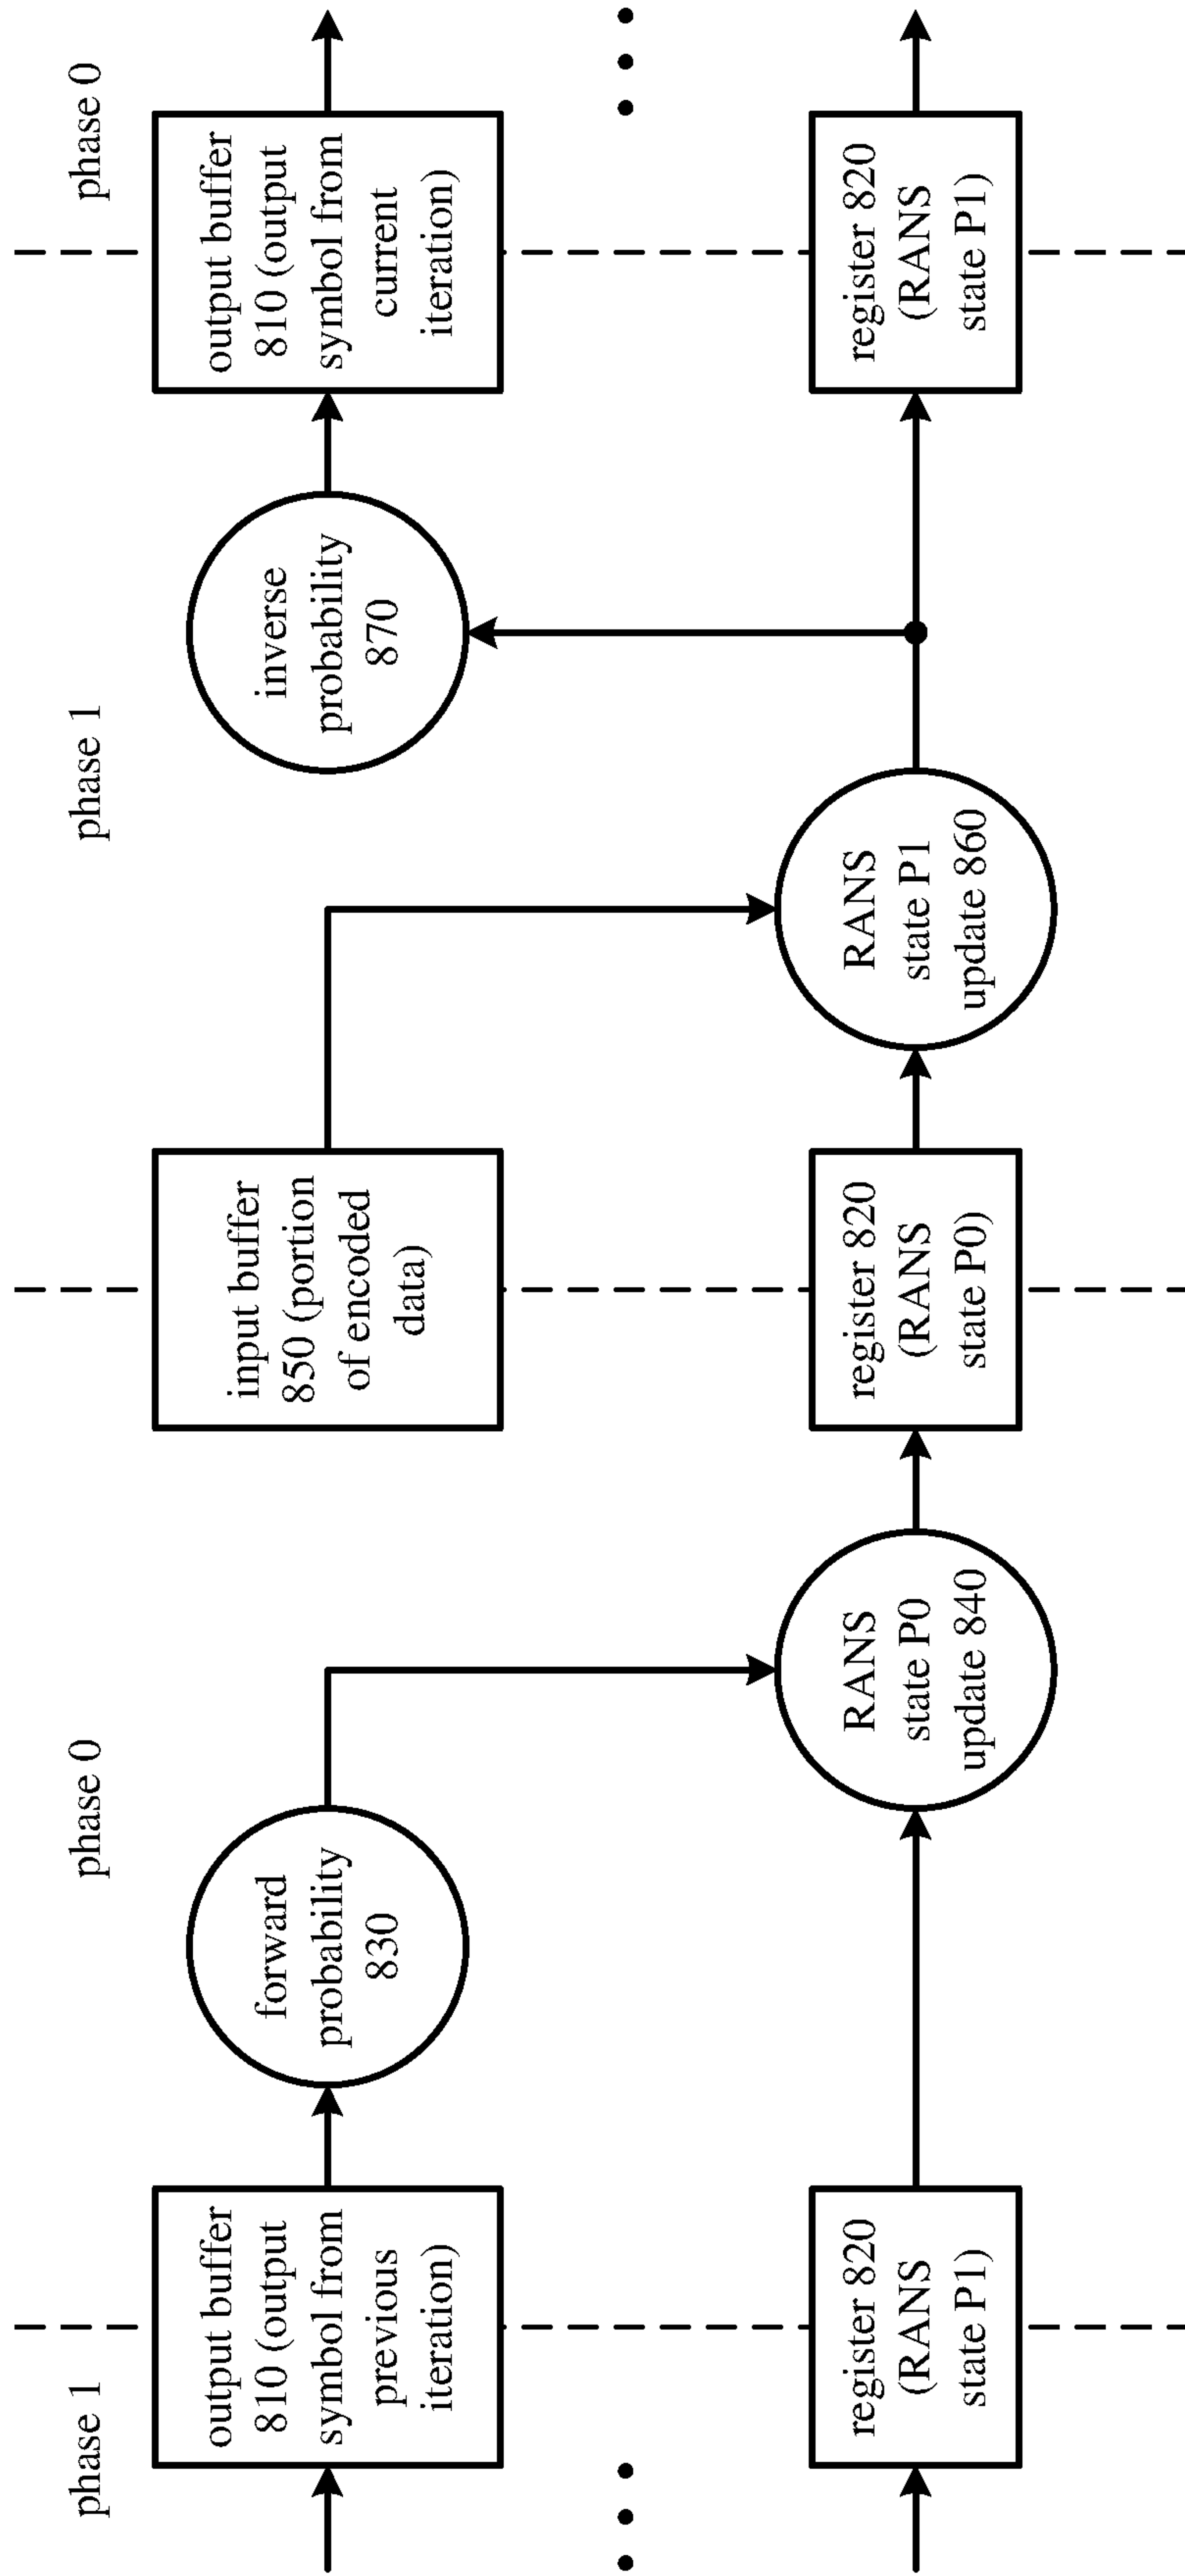 phase 1
phase 0
phase 1
phase 0
output buffer
810 (output
symbol from
previous
iteration)
forward
probability
830
input buffer
850 (portion
of encoded
data)
inverse
probability
870
output buffer
810 (output
symbol from
current
iteration)
register 820
(RANS
state P1)
RANS
state P0
update 840
register 820
(RANS
state P0)
RANS
state P1
update 860
register 820
(RANS
state P1)